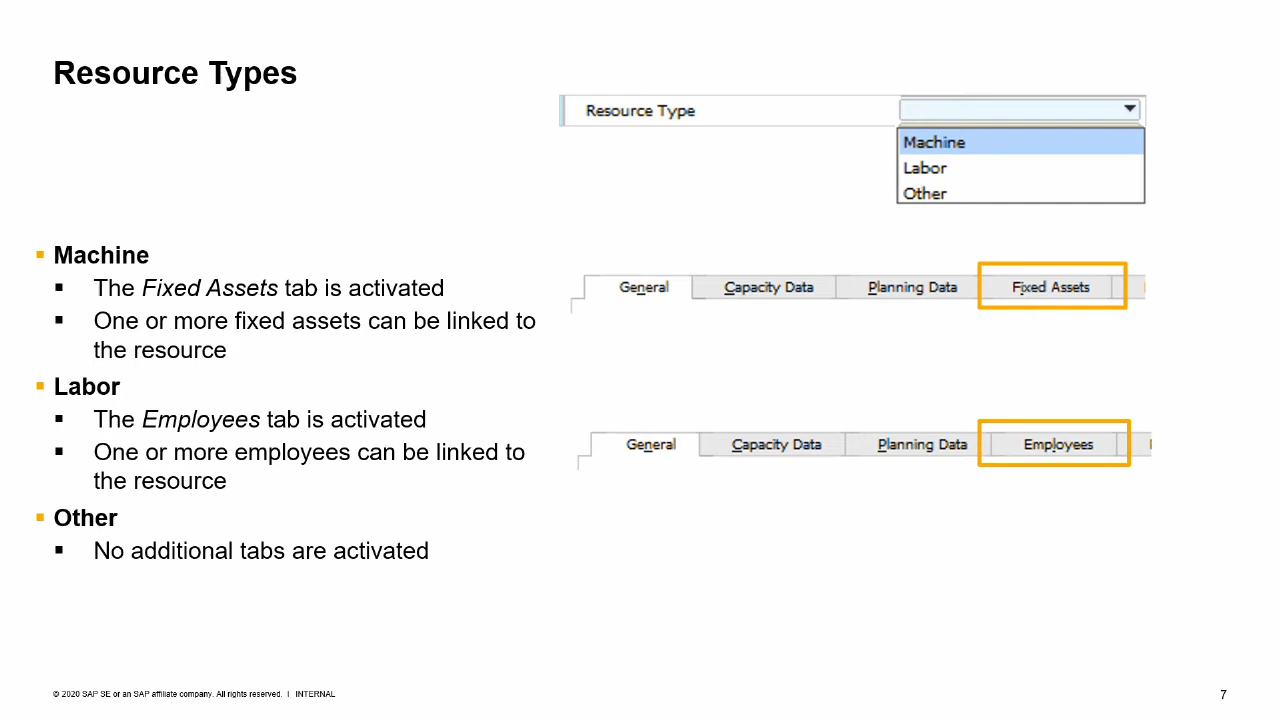 Resource Types
Resource Type
Machine
Labor
Other
▪ Machine
▪ The Fixed Assets tab is activated
▪ One or more fixed assets can be linked to
the resource
General Capacity Data Planning Data Fixed Assets
▪ Labor
▪ The Employees tab is activated
▪ One or more employees can be linked to
the resource
General Capacity Data Planning Data Employees
▪ Other
▪ No additional tabs are activated
© 2020 SAP SE or an SAP affiliate company. All rights reserved. I INTERNAL
7